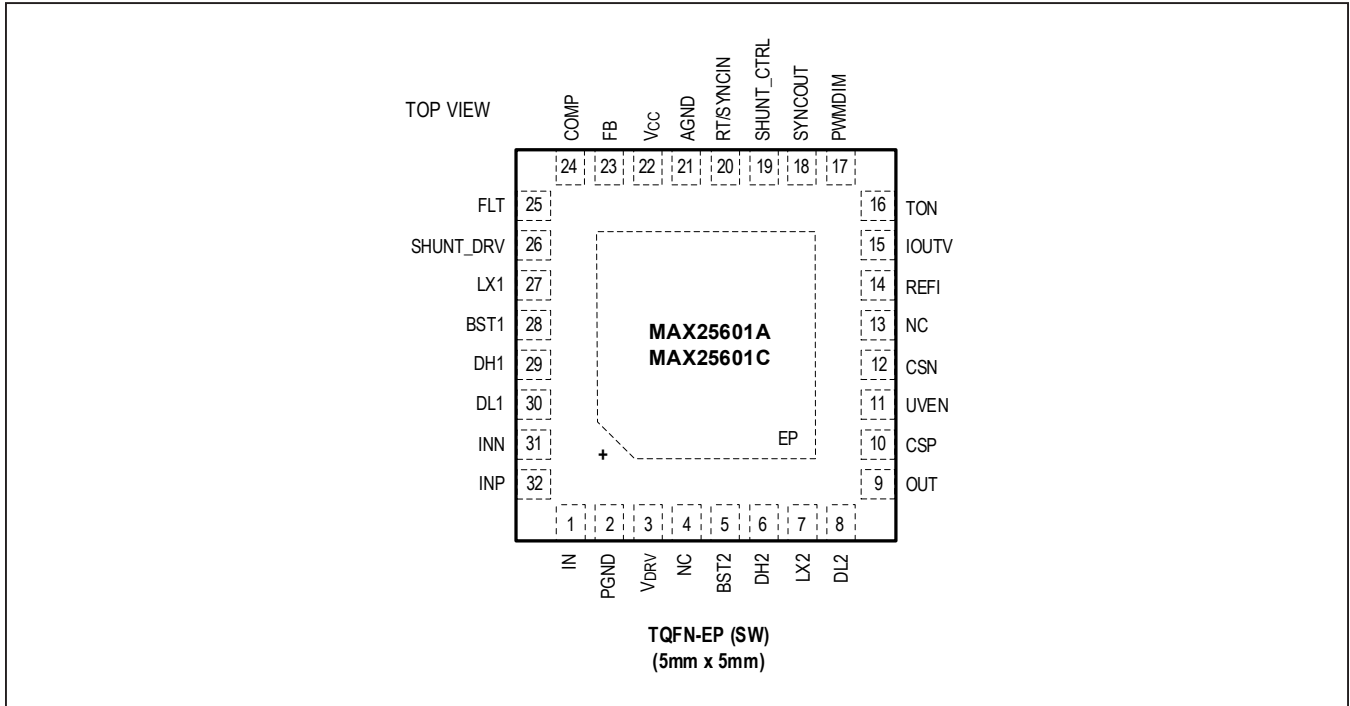 TOP VIEW
COMP
FB
VCC
AGND
RT/SYNCIN
SHUNT_CTRL
SYNCOUT
PWMDIM
24 23 22 21 20 19 18 17
FLT 25 16 TON
SHUNT_DRV 26 15 IOUTV
LX1 27 14 REFI
BST1 28 13 NC
MAX25601A
MAX25601C
DH1 29 12 CSN
DL1 30 11 UVEN
INN 31 EP 10 CSP
+
INP 32 9 OUT
1 2 3 4 5 6 7 8
IN
PGND
VDRV
NC
BST2
DH2
LX2
DL2
TQFN-EP (SW)
(5mm x 5mm)